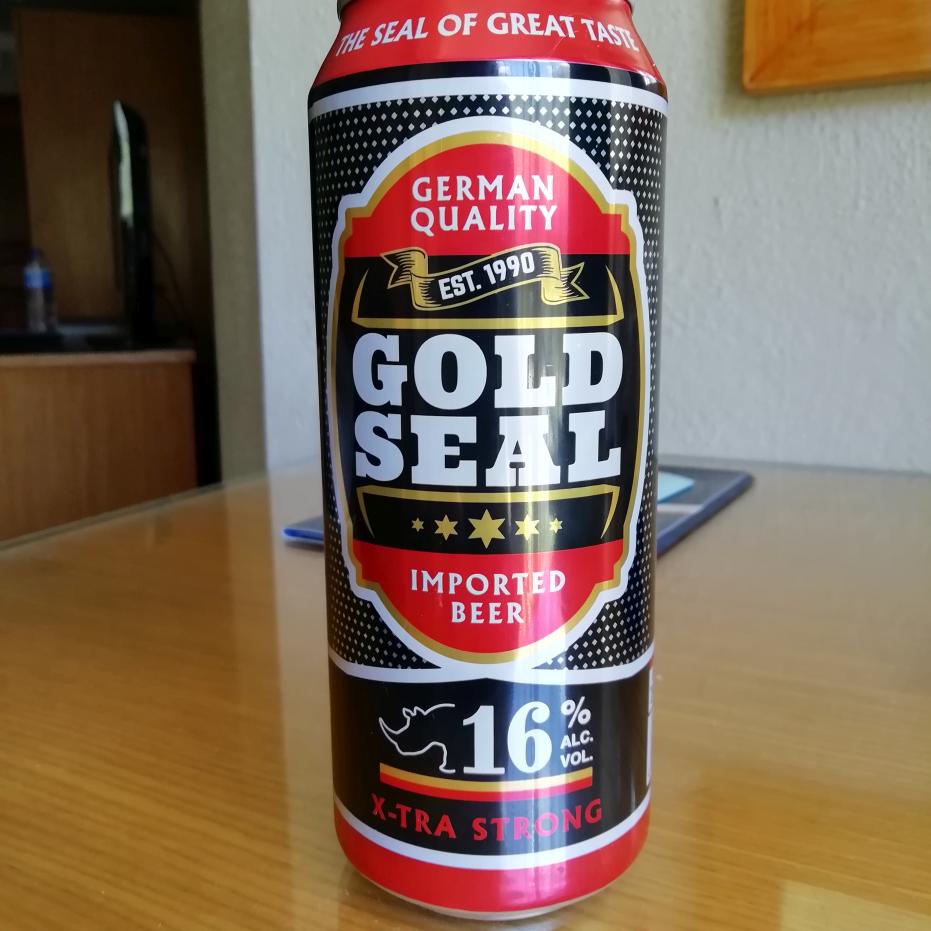 THE SEAL OF GREAT TASTE
GERMAN
QUALITY
EST. 1990
GOLD
SEAL
IMPORTED
BEER
16% ALC. VOL.
X-TRA STRONG